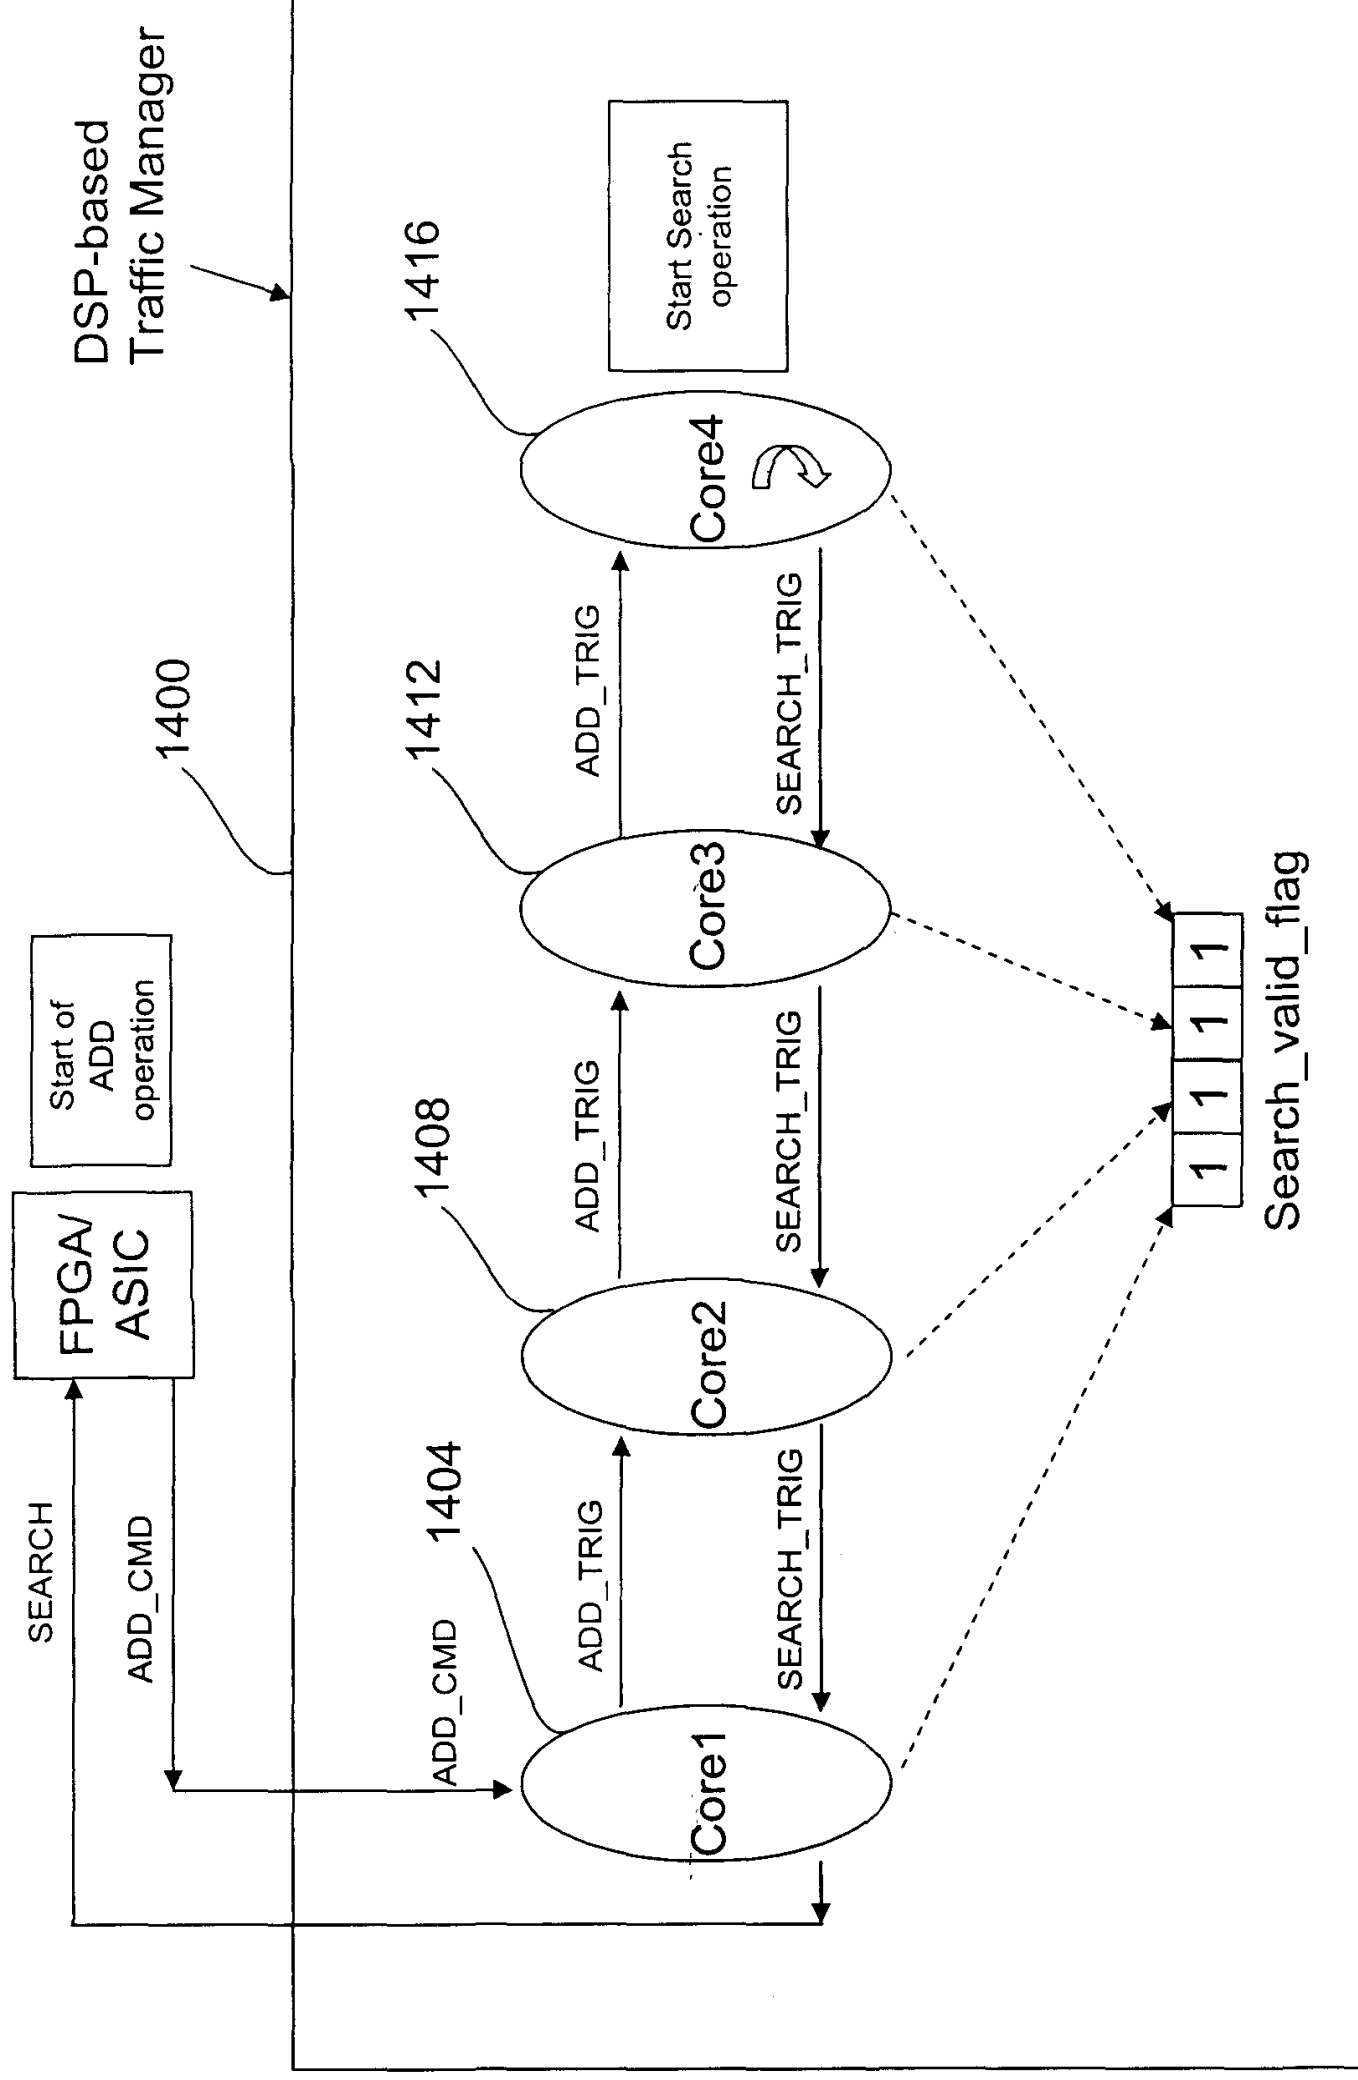 DSP-based
Traffic Manager
1400
Start of
ADD
operation
FPGA/
ASIC
SEARCH
ADD_CMD
ADD_CMD
1404
1408
1412
1416
Core1
ADD_TRIG
SEARCH_TRIG
Core2
ADD_TRIG
SEARCH_TRIG
Core3
ADD_TRIG
SEARCH_TRIG
Core4
Start Search
operation
1 1 1 1
Search_valid_flag